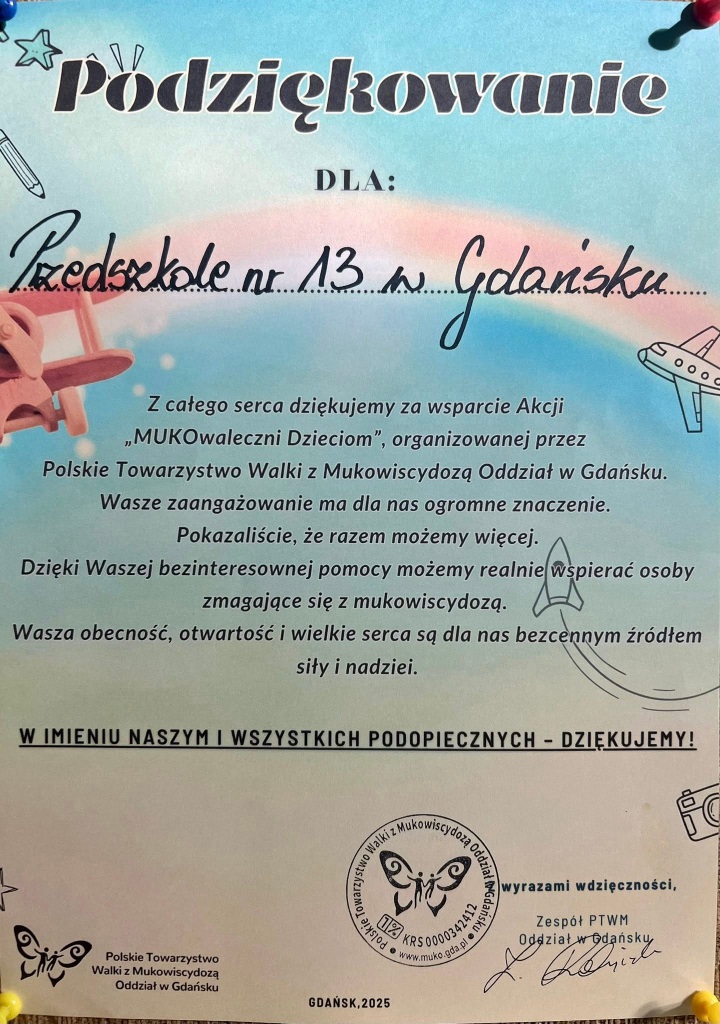 Podziękowanie
DLA:
Przedszkole nr 13 w Gdańsku
Z całego serca dziękujemy za wsparcie Akcji
„MUKOwaleczni Dzieciom”, organizowanej przez
Polskie Towarzystwo Walki z Mukowiscydozą Oddział w Gdańsku.
Wasze zaangażowanie ma dla nas ogromne znaczenie.
Pokazaliście, że razem możemy więcej.
Dzięki Waszej bezinteresownej pomocy możemy realnie wspierać osoby
zmagające się z mukowiscydozą.
Wasza obecność, otwartość i wielkie serca są dla nas bezcennym źródłem
siły i nadziei.
W IMIENIU NASZYM I WSZYSTKICH PODOPIECZNYCH – DZIĘKUJEMY!
Polskie Towarzystwo Walki z Mukowiscydozą Oddział w Gdańsku
KRS 0000342412
www.muko.gda.pl
wyrazami wdzięczności,
Zespół PTWM
Oddział w Gdańsku
Polskie Towarzystwo
Walki z Mukowiscydozą
Oddział w Gdańsku
GDAŃSK,2025